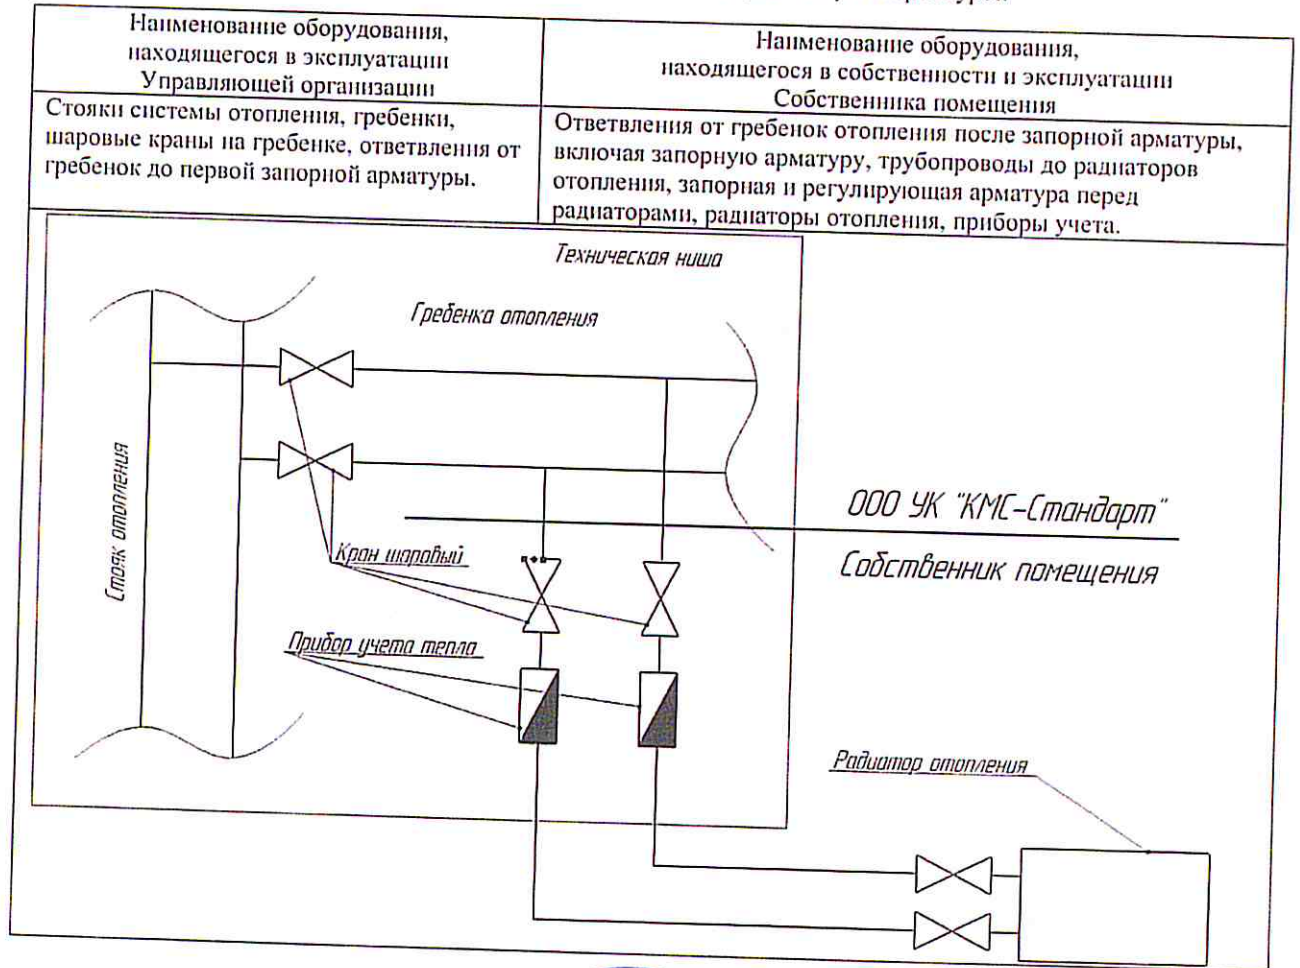 Наименование оборудования,
находящегося в эксплуатации
Управляющей организации
Наименование оборудования,
находящегося в собственности и эксплуатации
Собственника помещения
Стояки системы отопления, гребенки,
шаровые краны на гребенке, ответвления от
гребенок до первой запорной арматуры.
Ответвления от гребенок отопления после запорной арматуры,
включая запорную арматуру, трубопроводы до радиаторов
отопления, запорная и регулирующая арматура перед
радиаторами, радиаторы отопления, приборы учета.
Техническая ниша
Гребенка отопления
Стояк отопления
ООО УК "КМС-Стандарт"
Кран шаровый
Собственник помещения
Прибор учета тепла
Радиатор отопления